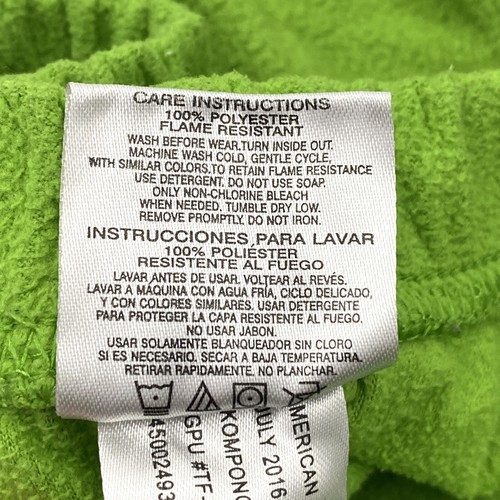 CARE INSTRUCTIONS
100% POLYESTER
FLAME RESISTANT
WASH BEFORE WEAR.TURN INSIDE OUT.
MACHINE WASH COLD, GENTLE CYCLE,
WITH SIMILAR COLORS.TO RETAIN FLAME RESISTANCE
USE DETERGENT. DO NOT USE SOAP.
ONLY NON-CHLORINE BLEACH
WHEN NEEDED. TUMBLE DRY LOW.
REMOVE PROMPTLY. DO NOT IRON.
INSTRUCCIONES PARA LAVAR
100% POLIÉSTER
RESISTENTE AL FUEGO
LAVAR ANTES DE USAR. VOLTEAR AL REVÉS.
LAVAR A MÁQUINA CON AGUA FRÍA, CICLO DELICADO,
Y CON COLORES SIMILARES. USAR DETERGENTE
PARA PROTEGER LA CAPA RESISTENTE AL FUEGO.
NO USAR JABON.
USAR SOLAMENTE BLANQUEADOR SIN CLORO
SI ES NECESARIO. SECAR A BAJA TEMPERATURA.
RETIRAR RAPIDAMENTE. NO PLANCHAR.
AMERICAN
JULY 2016
KOMPONG
GPU #TF-
45002493